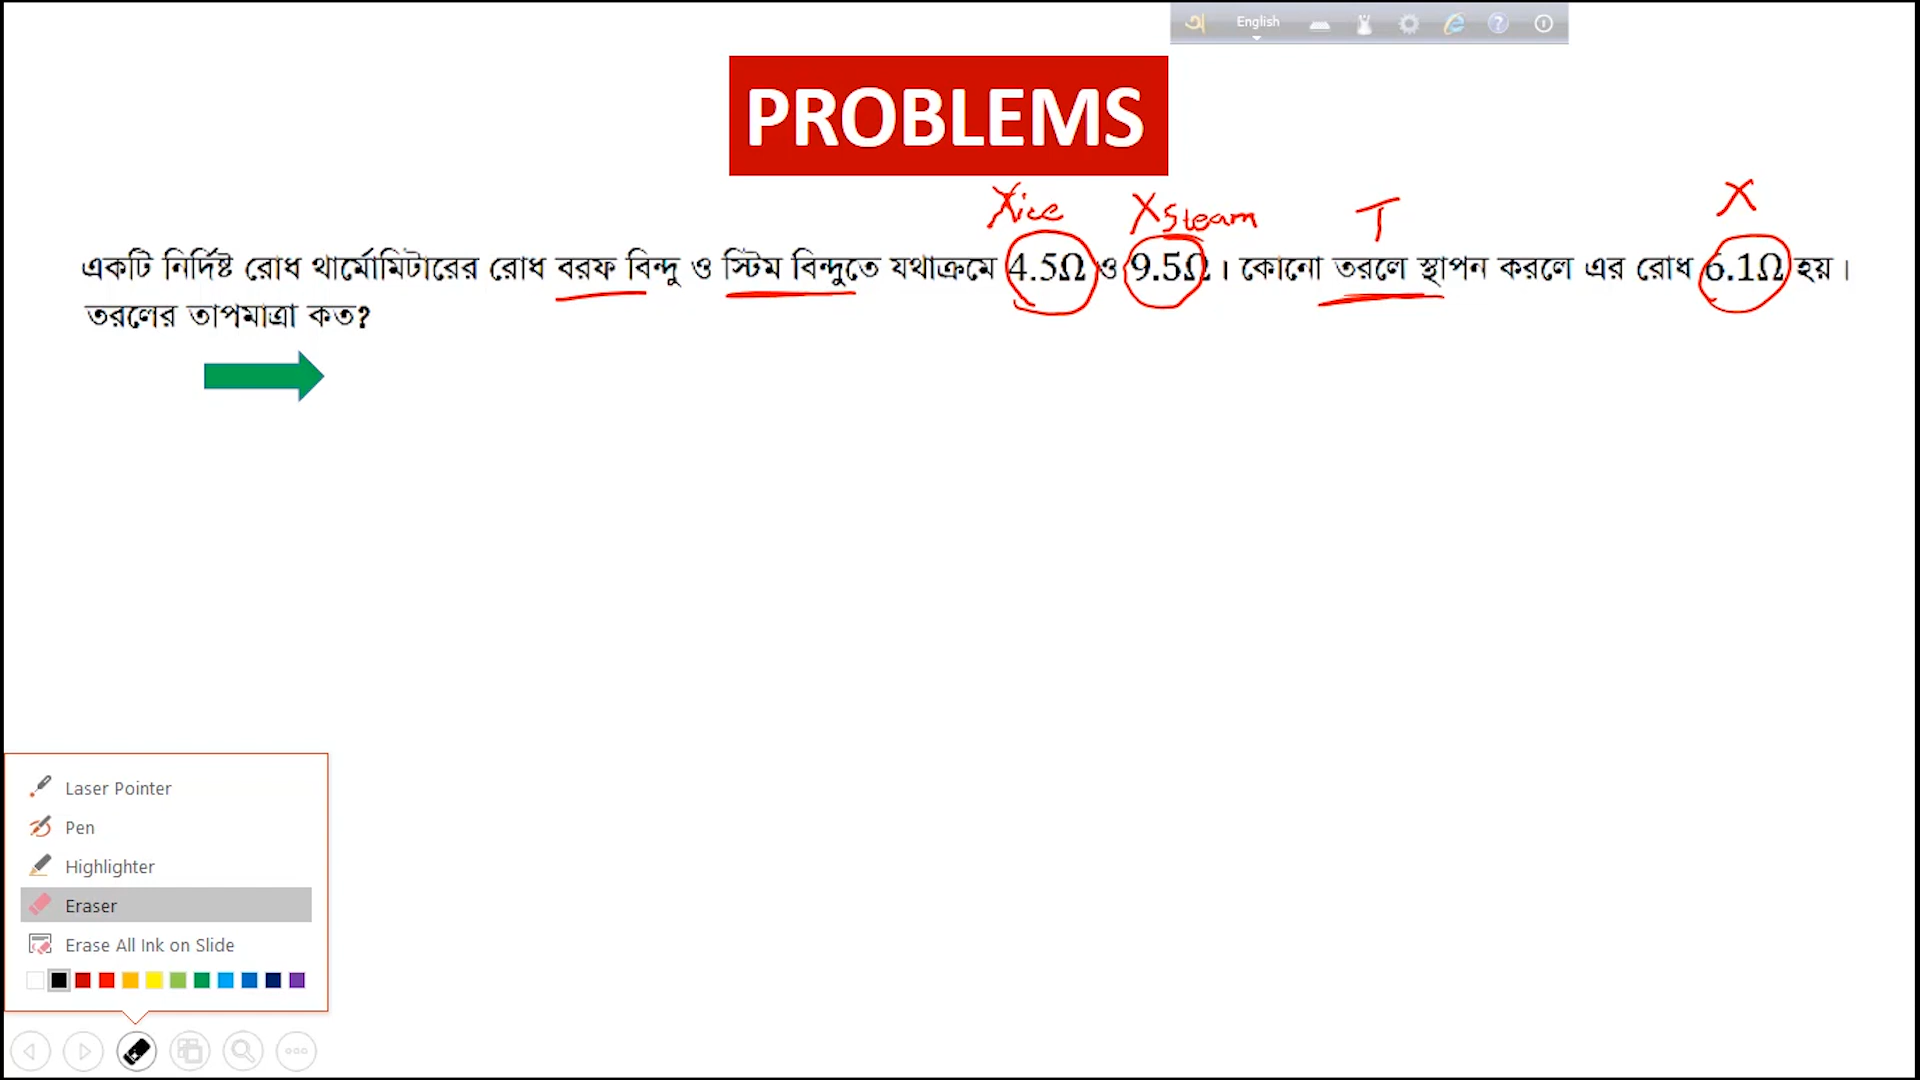 English
PROBLEMS
Xice Xsteam T X
একটি নির্দিষ্ট রোধ থার্মোমিটারের রোধ বরফ বিন্দু ও স্টিম বিন্দুতে যথাক্রমে 4.5Ω ও 9.5Ω । কোনো তরলে স্থাপন করলে এর রোধ 6.1Ω হয়।
তরলের তাপমাত্রা কত?
Laser Pointer
Pen
Highlighter
Eraser
Erase All Ink on Slide